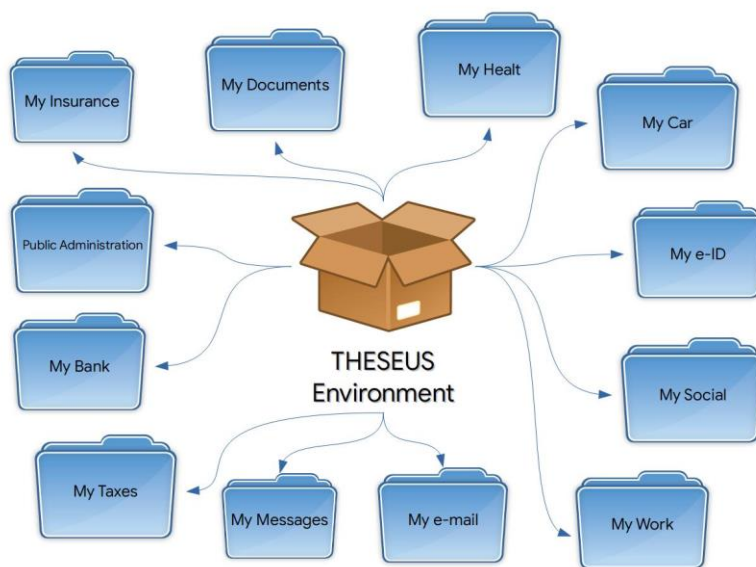 My Insurance
My Documents
My Healt
My Car
Public Administration
My e-ID
My Bank
THESEUS
Environment
My Social
My Taxes
My Messages
My e-mail
My Work